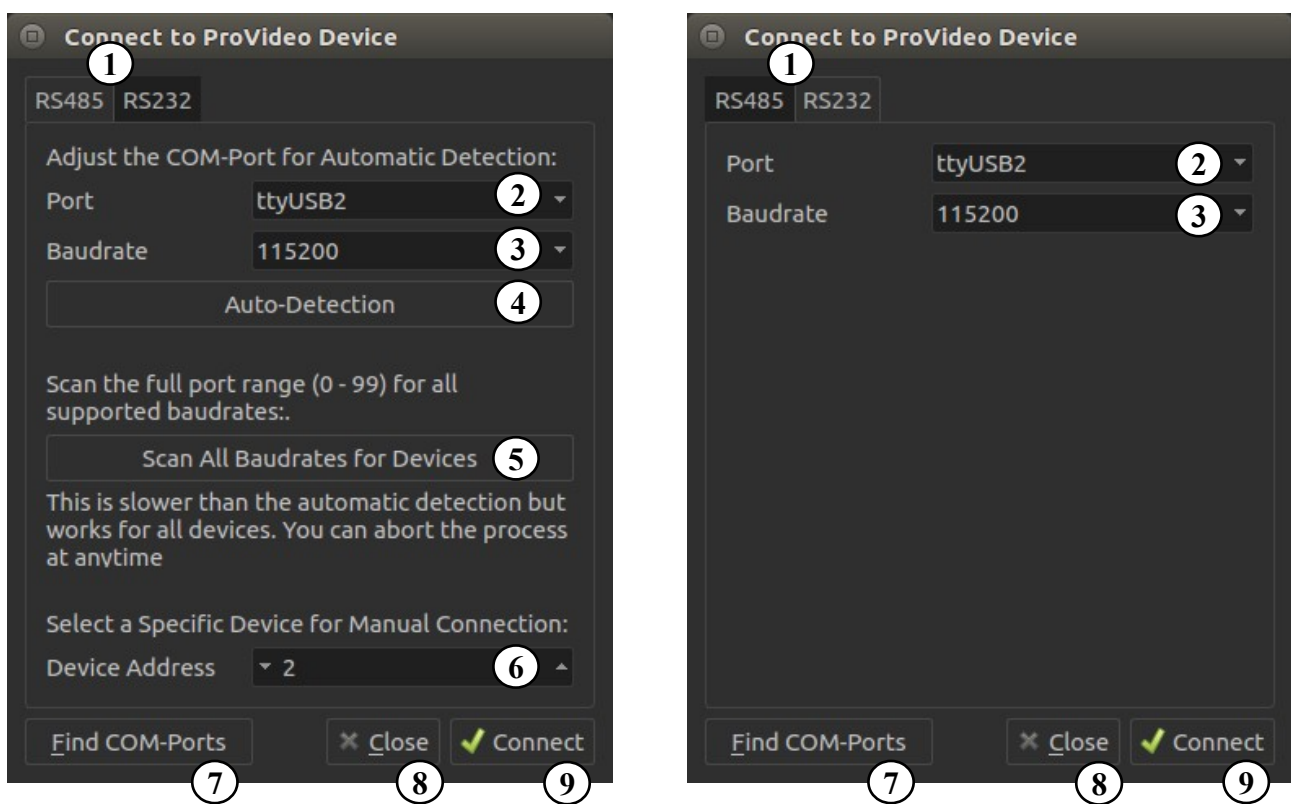 Connect to ProVideo Device
1
RS485 RS232
Adjust the COM-Port for Automatic Detection:
Port ttyUSB2 2
Baudrate 115200 3
Auto-Detection 4
Scan the full port range (0 - 99) for all
supported baudrates:.
Scan All Baudrates for Devices 5
This is slower than the automatic detection but
works for all devices. You can abort the process
at anytime
Select a Specific Device for Manual Connection:
Device Address 2 6
Find COM-Ports Close Connect
7 8 9
Connect to ProVideo Device
1
RS485 RS232
Port ttyUSB2 2
Baudrate 115200 3
Find COM-Ports Close Connect
7 8 9